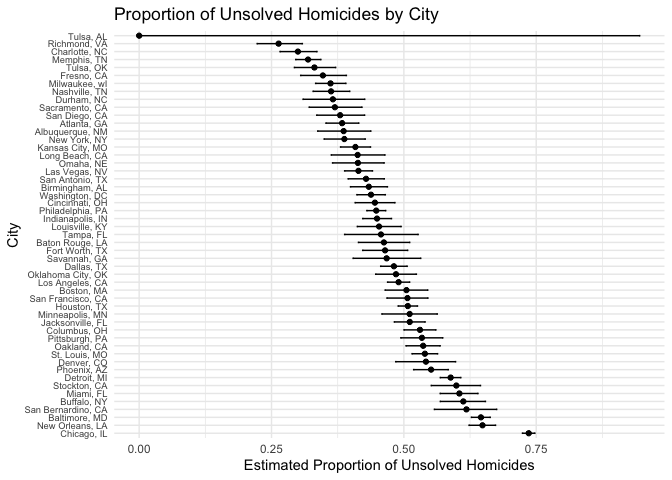 Proportion of Unsolved Homicides by City
Tulsa, AL
Richmond, VA
Charlotte, NC
Memphis, TN
Tulsa, OK
Fresno, CA
Milwaukee, wI
Nashville, TN
Durham, NC
Sacramento, CA
San Diego, CA
Atlanta, GA
Albuquerque, NM
New York, NY
Kansas City, MO
Long Beach, CA
Omaha, NE
Las Vegas, NV
San Antonio, TX
Birmingham, AL
Washington, DC
Cincinnati, OH
Philadelphia, PA
Indianapolis, IN
Louisville, KY
Tampa, FL
Baton Rouge, LA
Fort Worth, TX
Savannah, GA
Dallas, TX
Oklahoma City, OK
Los Angeles, CA
Boston, MA
San Francisco, CA
Houston, TX
Minneapolis, MN
Jacksonville, FL
Columbus, OH
Pittsburgh, PA
Oakland, CA
St. Louis, MO
Denver, CO
Phoenix, AZ
Detroit, MI
Stockton, CA
Miami, FL
Buffalo, NY
San Bernardino, CA
Baltimore, MD
New Orleans, LA
Chicago, IL
City
0.00
0.25
0.50
0.75
Estimated Proportion of Unsolved Homicides